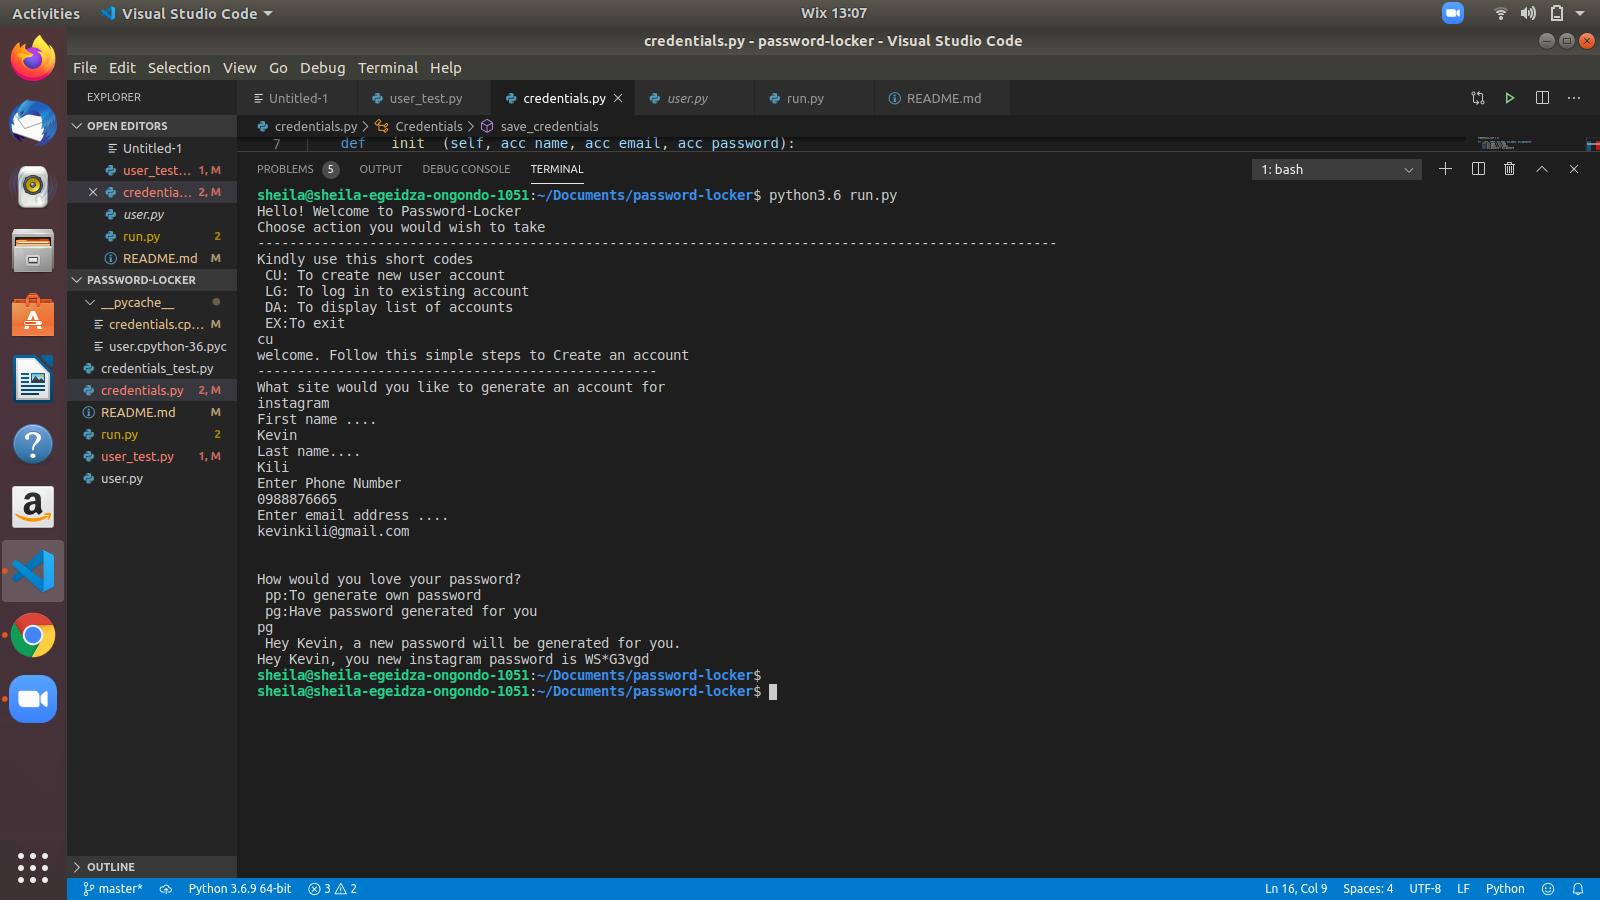 Activities
Visual Studio Code
Wix 13:07
credentials.py - password-locker - Visual Studio Code
File Edit Selection View Go Debug Terminal Help
EXPLORER
Untitled-1
user_test.py
credentials.py
user.py
run.py
README.md
OPEN EDITORS
Untitled-1
user_test... 1, M
credentia... 2, M
user.py
run.py 2
README.md M
PASSWORD-LOCKER
__pycache__
credentials.cp... M
user.cpython-36.pyc
credentials_test.py
credentials.py 2, M
README.md M
run.py 2
user_test.py 1, M
user.py
OUTLINE
credentials.py > Credentials > save_credentials
7 def __init__(self, acc_name, acc_email, acc_password):
PROBLEMS 5 OUTPUT DEBUG CONSOLE TERMINAL
1: bash
sheila@sheila-egeidza-ongondo-1051:~/Documents/password-locker$ python3.6 run.py
Hello! Welcome to Password-Locker
Choose action you would wish to take
----------------------------------------------------------------------------------------------------
Kindly use this short codes
CU: To create new user account
LG: To log in to existing account
DA: To display list of accounts
EX:To exit
cu
welcome. Follow this simple steps to Create an account
--------------------------------------------------
What site would you like to generate an account for
instagram
First name ....
Kevin
Last name....
Kili
Enter Phone Number
0988876665
Enter email address ....
kevinkili@gmail.com
How would you love your password?
pp:To generate own password
pg:Have password generated for you
pg
Hey Kevin, a new password will be generated for you.
Hey Kevin, you new instagram password is WS*G3vgd
sheila@sheila-egeidza-ongondo-1051:~/Documents/password-locker$
sheila@sheila-egeidza-ongondo-1051:~/Documents/password-locker$
master*
Python 3.6.9 64-bit
3
2
Ln 16, Col 9
Spaces: 4
UTF-8
LF
Python